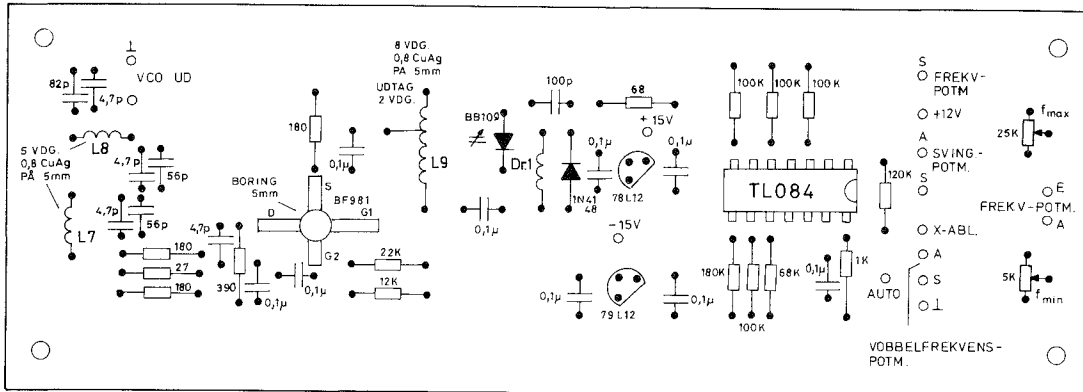 ⊥
VCO UD
82p
4,7p
5 VDG.
0,8 CuAg
PA 5mm
L8
4,7p
56p
4,7p
56p
L7
180
27
180
4,7p
390
0,1µ
0,1µ
180
0,1µ
BORING
5mm
S
BF981
D
G1
G2
22K
12K
8 VDG.
0,8 CuAg
PA 5mm
UDTAG
2 VDG.
L9
BB109
0,1µ
100p
Dr.1
1N41
48
68
+15V
0,1µ
0,1µ
78L12
-15V
0,1µ
0,1µ
79L12
100K
100K
100K
TL084
180K
68K
100K
0,1µ
1K
120K
AUTO
S
FREKV-
POTM
+12V
A
SVING.-
POTM.
S
X-ABL.
A
S
⊥
VOBBELFREKVENS-
POTM.
fmax
25K
E
FREKV-POTM.
A
5K
fmin